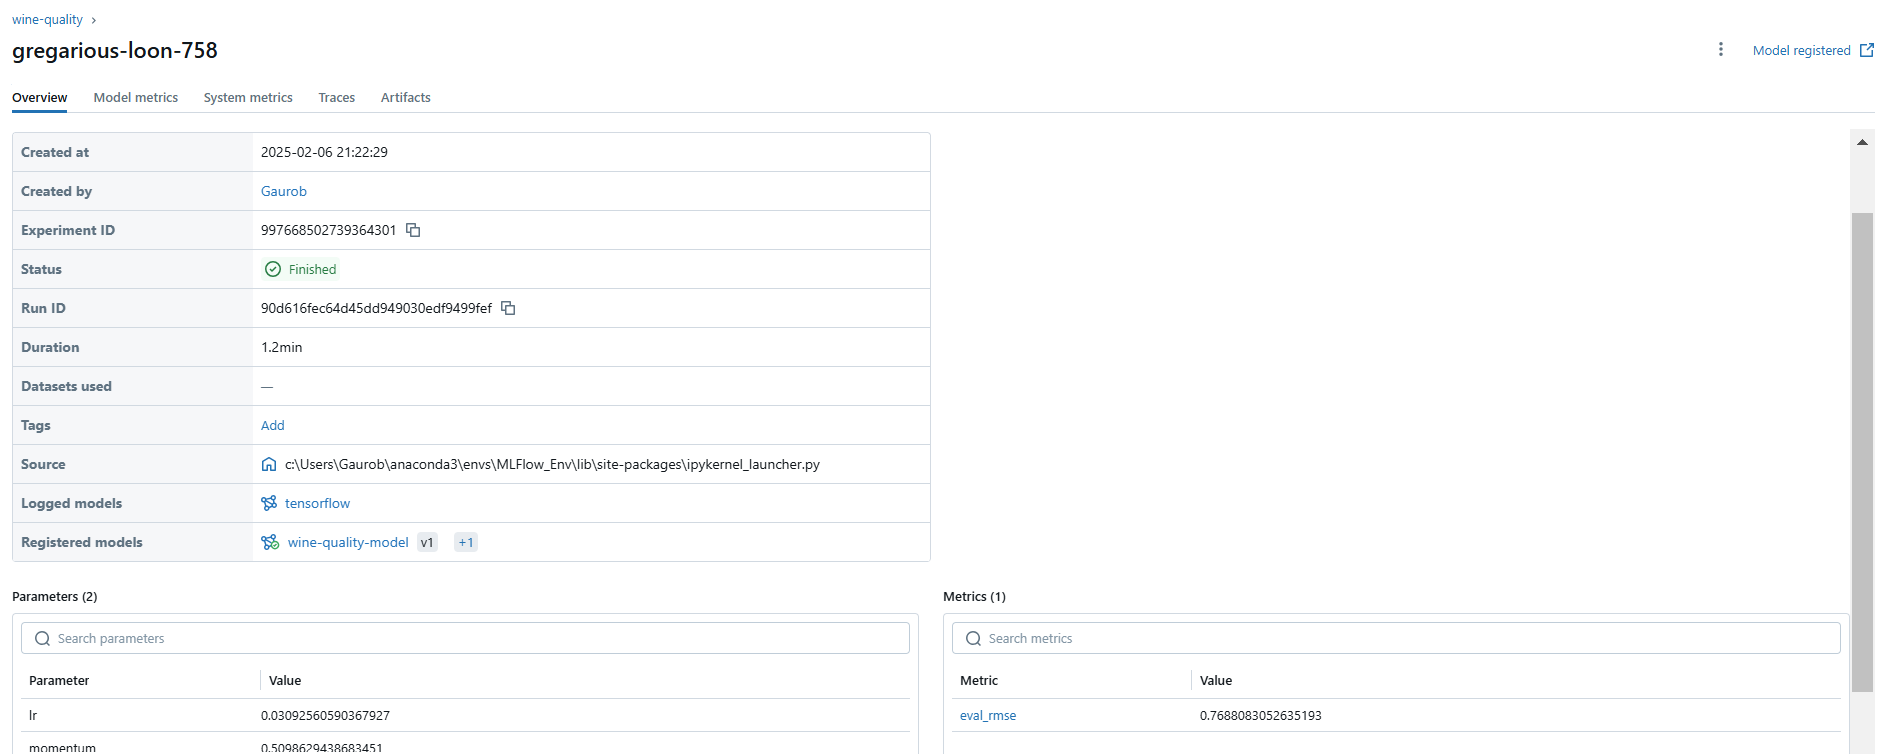 wine-quality
gregarious-loon-758
Model registered
Overview Model metrics System metrics Traces Artifacts
Created at 2025-02-06 21:22:29
Created by Gaurob
Experiment ID 997668502739364301
Status Finished
Run ID 90d616fec64d45dd949030edf9499fef
Duration 1.2min
Datasets used —
Tags Add
Source c:\Users\Gaurob\anaconda3\envs\MLFlow_Env\lib\site-packages\ipykernel_launcher.py
Logged models tensorflow
Registered models wine-quality-model v1 +1
Parameters (2)
Search parameters
Parameter Value
lr 0.03092560590367927
momentum 0.5098629438683451
Metrics (1)
Search metrics
Metric Value
eval_rmse 0.7688083052635193